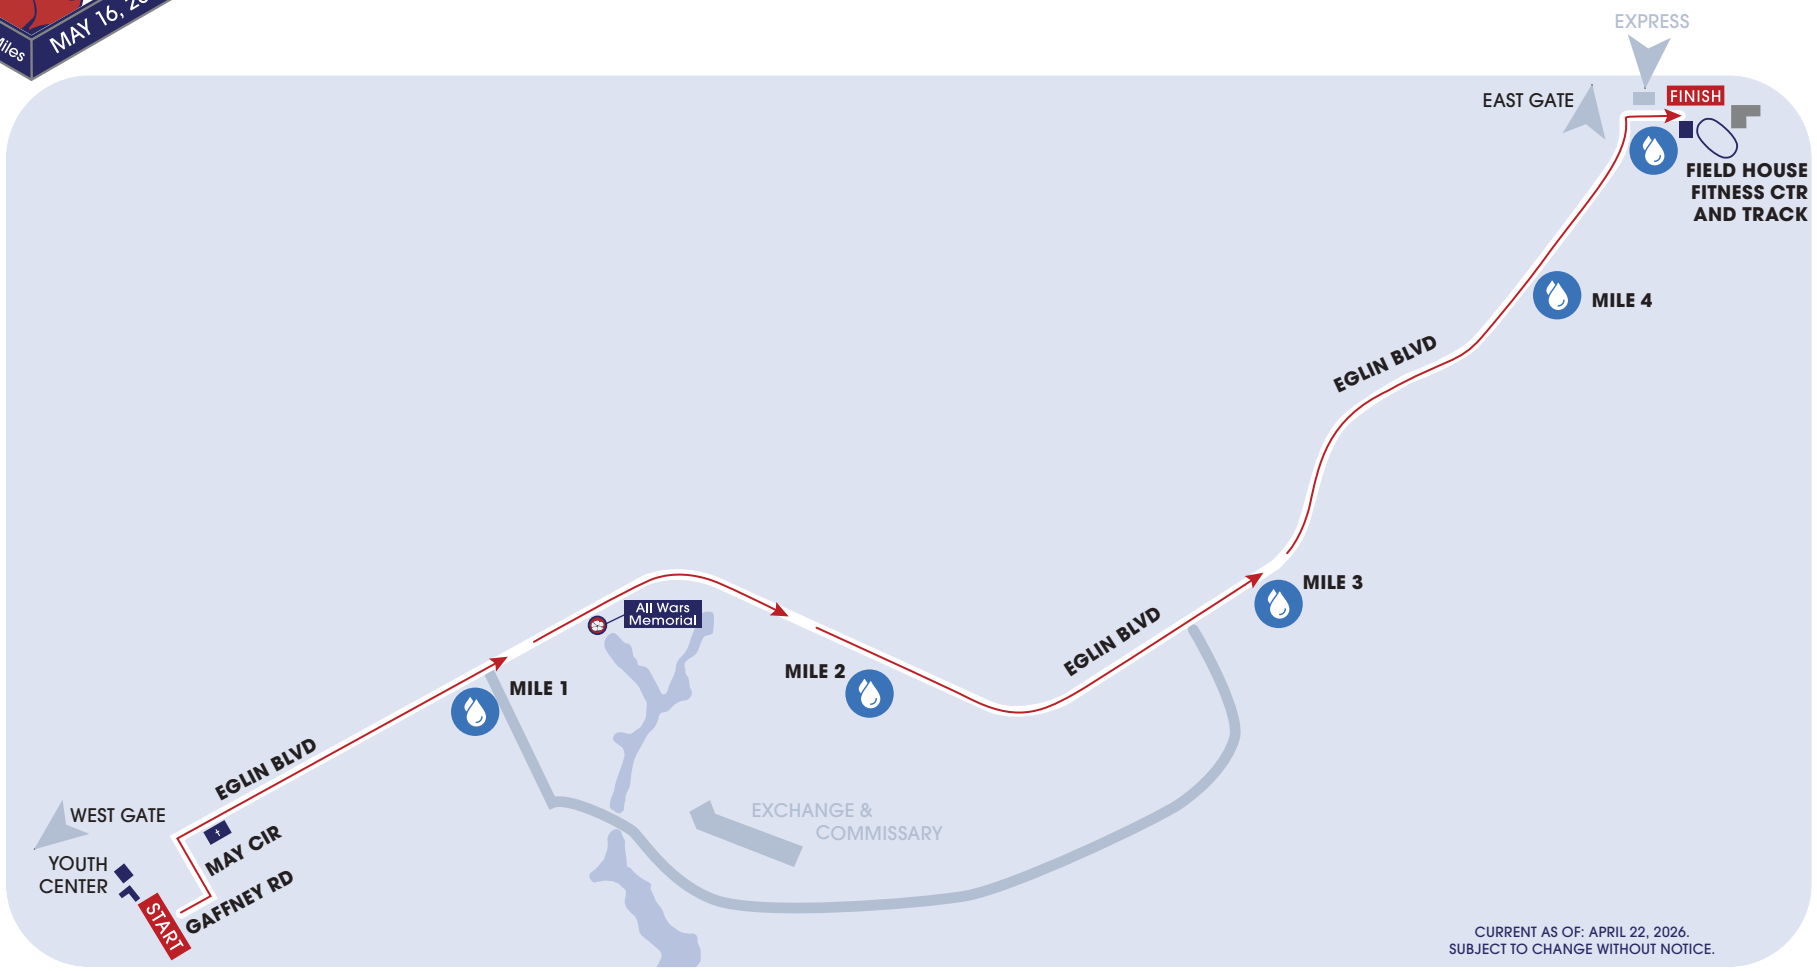 Miles
MAY 16, 20
EXPRESS
EAST GATE
FINISH
FIELD HOUSE
FITNESS CTR
AND TRACK
MILE 4
EGLIN BLVD
MILE 3
All Wars
Memorial
EGLIN BLVD
MILE 2
MILE 1
EGLIN BLVD
WEST GATE
EXCHANGE &
COMMISSARY
MAY CIR
YOUTH
CENTER
GAFFNEY RD
START
CURRENT AS OF: APRIL 22, 2026.
SUBJECT TO CHANGE WITHOUT NOTICE.